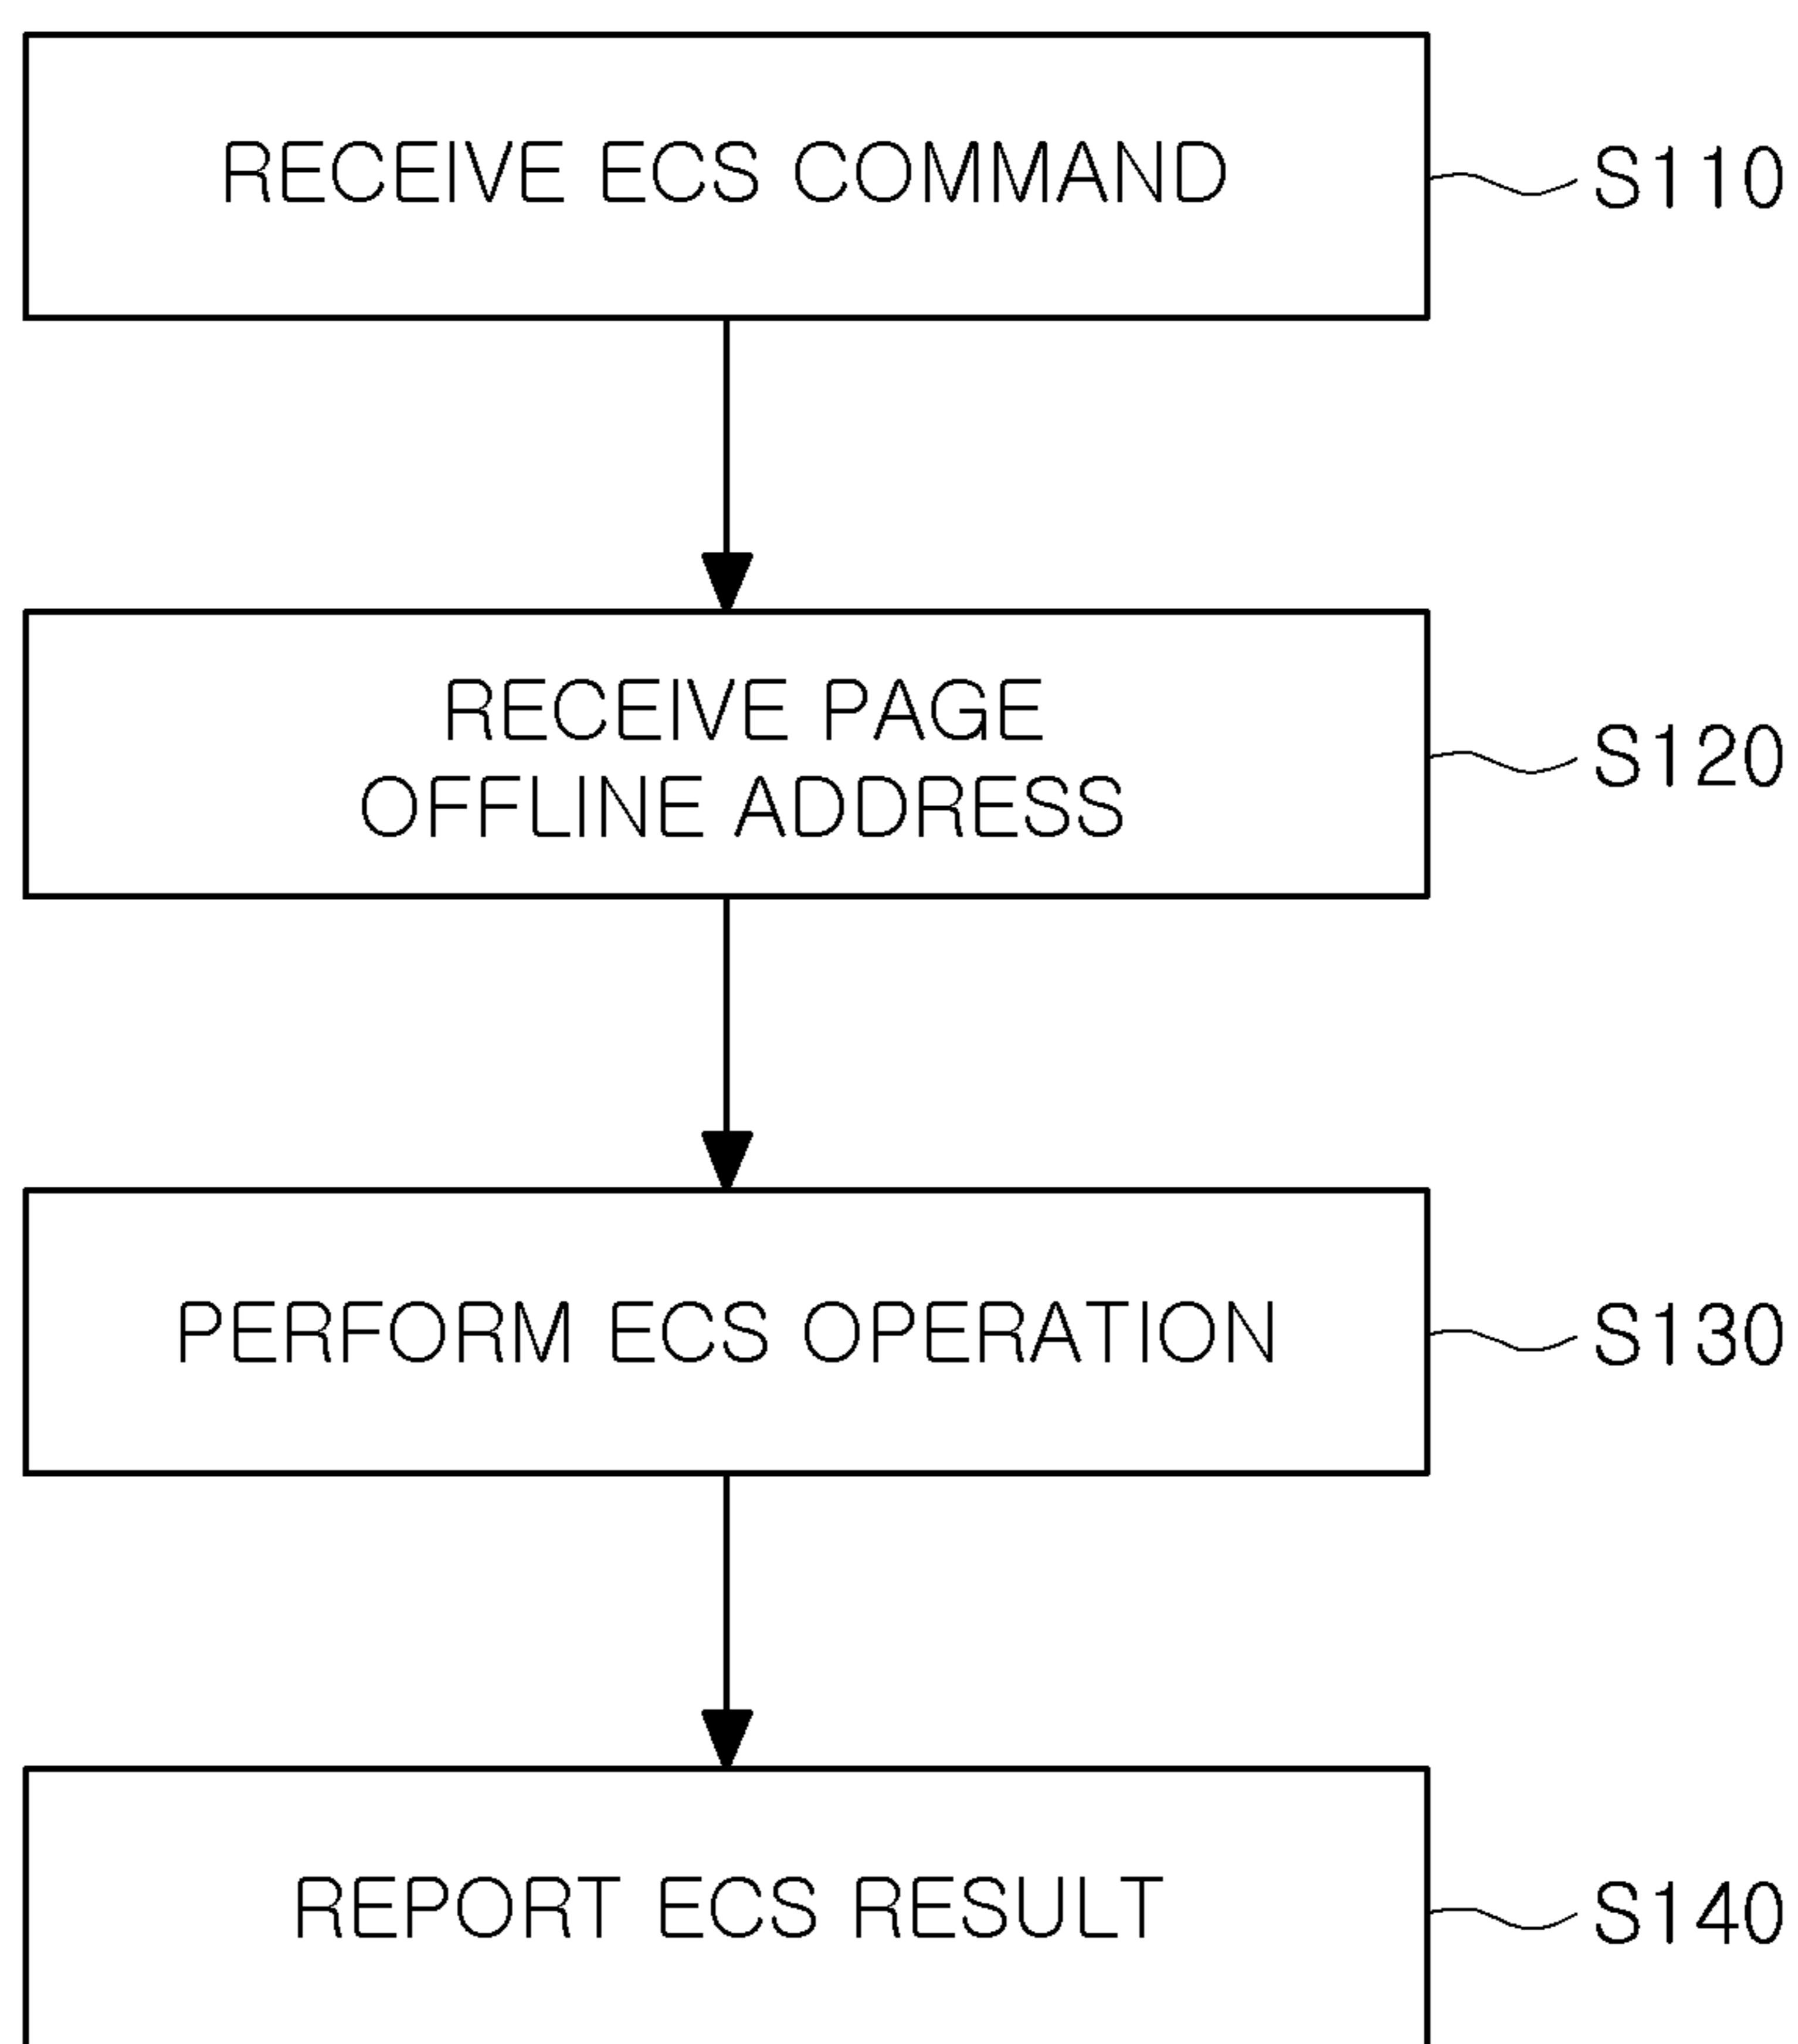 RECEIVE ECS COMMAND
S110
RECEIVE PAGE
OFFLINE ADDRESS
S120
PERFORM ECS OPERATION
S130
REPORT ECS RESULT
S140